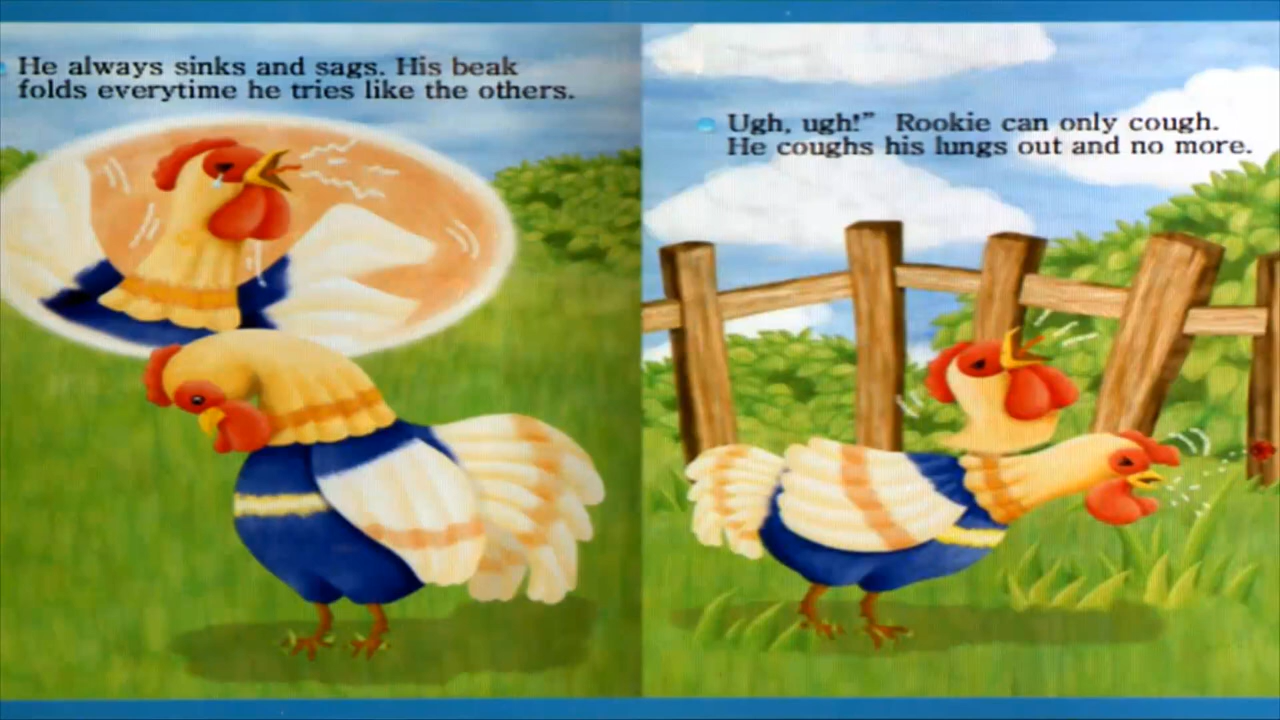 He always sinks and sags. His beak
folds everytime he tries like the others.
Ugh, ugh!” Rookie can only cough.
He coughs his lungs out and no more.